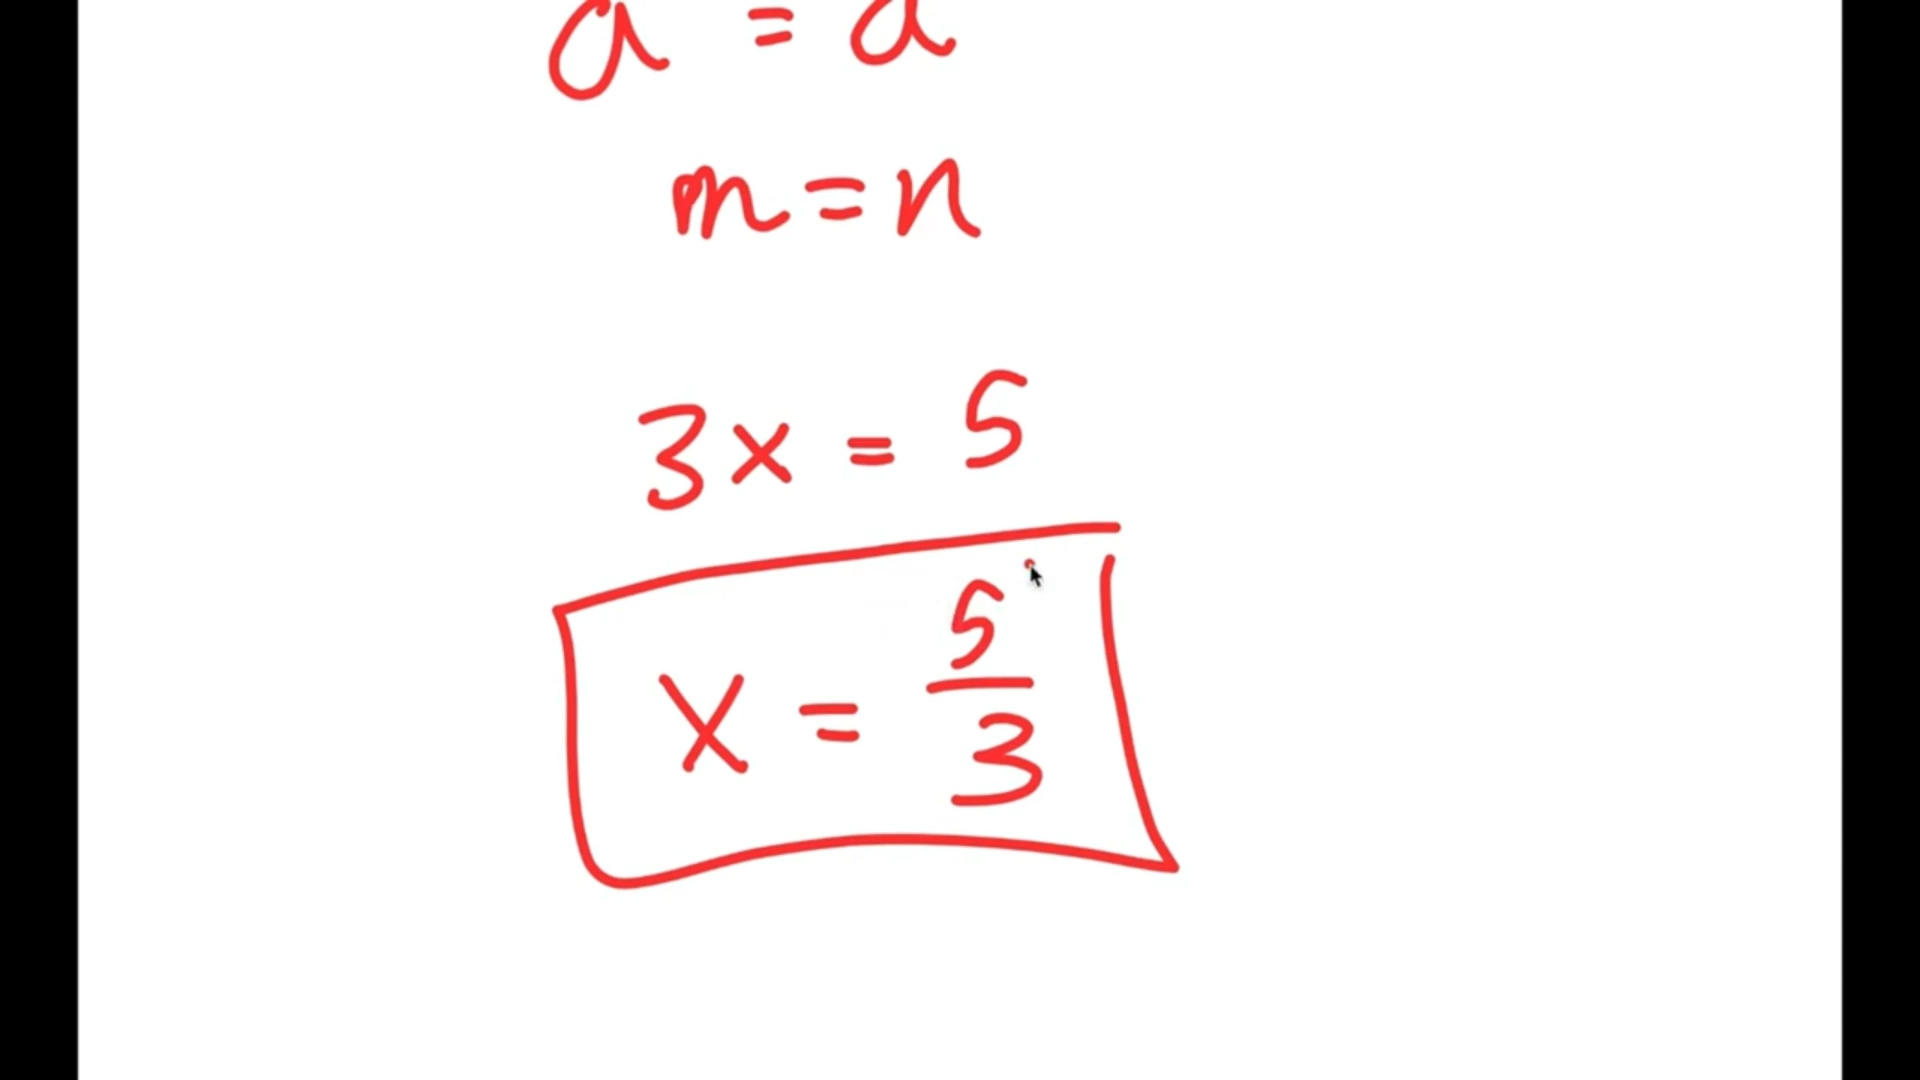 a = a
m = n
3x = 5
x = 5/3